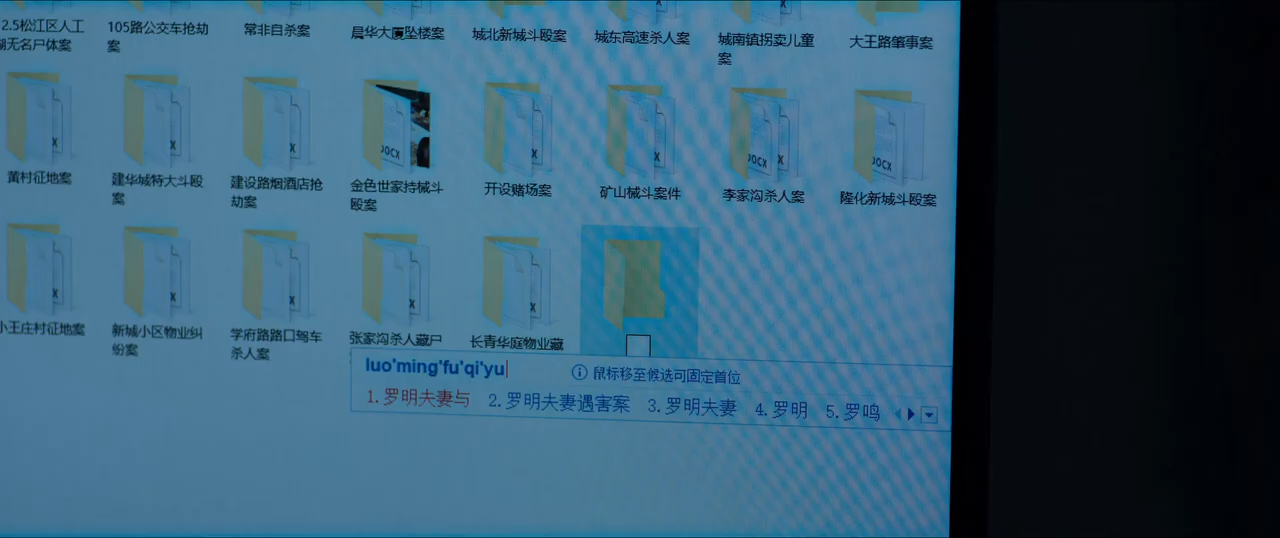 2.5松江区人工
湖无名尸体案
105路公交车抢劫
案
常非自杀案
晨华大厦坠楼案
城北新城斗殴案
城东高速杀人案
城南镇拐卖儿童
案
大王路肇事案
黄村征地案
建华城特大斗殴
案
建设路烟酒店抢
劫案
金色世家持械斗
殴案
开设赌场案
矿山械斗案件
李家沟杀人案
隆化新城斗殴案
X
X
X
DOCX
X
X
DOCX
DOCX
小王庄村征地案
新城小区物业纠
纷案
学府路路口驾车
杀人案
张家沟杀人藏尸
长青华庭物业藏
X
X
X
X
X
luo'ming'fu'qi'yu
鼠标移至候选可固定首位
1.罗明夫妻与 2.罗明夫妻遇害案 3.罗明夫妻 4.罗明 5.罗鸣